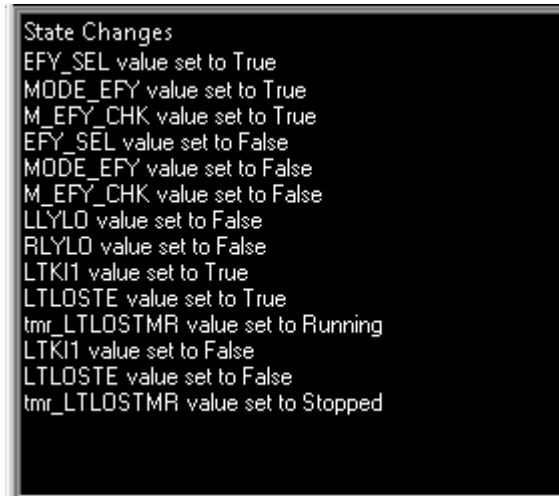 State Changes
EFY_SEL value set to True
MODE_EFY value set to True
M_EFY_CHK value set to True
EFY_SEL value set to False
MODE_EFY value set to False
M_EFY_CHK value set to False
LLYLO value set to False
RLYLO value set to False
LTKI1 value set to True
LTLOSTE value set to True
tmr_LTLOSTMR value set to Running
LTKI1 value set to False
LTLOSTE value set to False
tmr_LTLOSTMR value set to Stopped